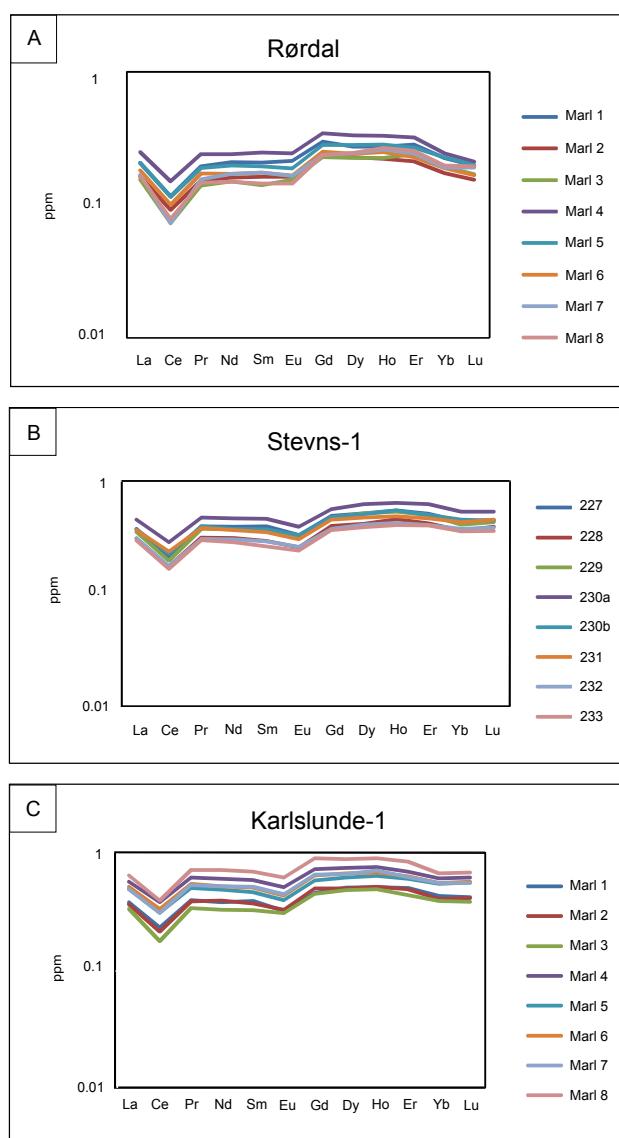 A
Rørdal
1
0.1
0.01
ppm
La Ce Pr Nd Sm Eu Gd Dy Ho Er Yb Lu
Marl 1
Marl 2
Marl 3
Marl 4
Marl 5
Marl 6
Marl 7
Marl 8
B
Stevns-1
1
0.1
0.01
ppm
La Ce Pr Nd Sm Eu Gd Dy Ho Er Yb Lu
227
228
229
230a
230b
231
232
233
C
Karlslunde-1
1
0.1
0.01
ppm
La Ce Pr Nd Sm Eu Gd Dy Ho Er Yb Lu
Marl 1
Marl 2
Marl 3
Marl 4
Marl 5
Marl 6
Marl 7
Marl 8